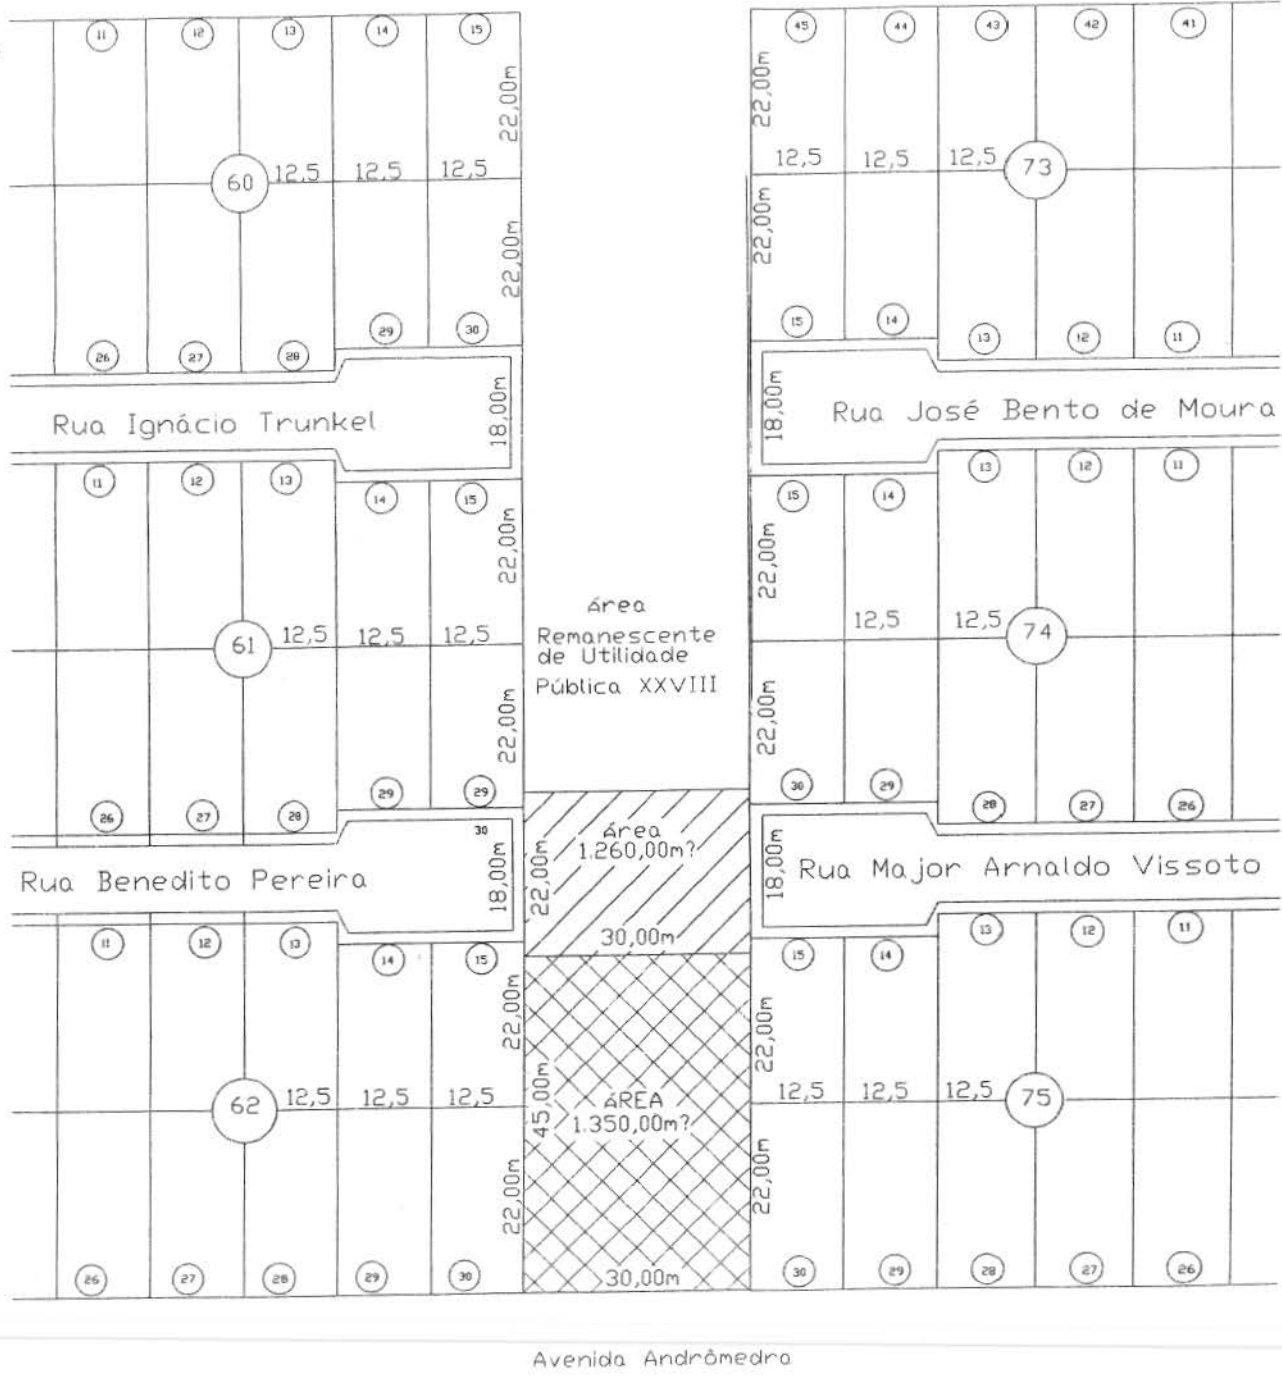 11 12 13 14 15
45 44 43 42 41
22,00m
22,00m
60 12,5 12,5 12,5
12,5 12,5 12,5 73
22,00m
22,00m
26 27 28 29 30
15 14 13 12 11
Rua Ignácio Trunkel
18,00m
18,00m
Rua José Bento de Moura
11 12 13 14 15
15 14 13 12 11
22,00m
22,00m
61 12,5 12,5 12,5
12,5 12,5 74
área
Remanescente
de Utilidade
Pública XXVIII
22,00m
22,00m
26 27 28 29 29
30 29 28 27 26
30
área
1.260,00m?
22,00m
30,00m
Rua Benedito Pereira
18,00m
18,00m
Rua Major Arnaldo Vissoto
11 12 13 14 15
15 14 13 12 11
22,00m
22,00m
62 12,5 12,5 12,5
12,5 12,5 12,5 75
45,00m
áREA
1.350,00m?
22,00m
22,00m
26 27 28 29 30
30,00m
30 29 28 27 26
Avenida Andrômedra